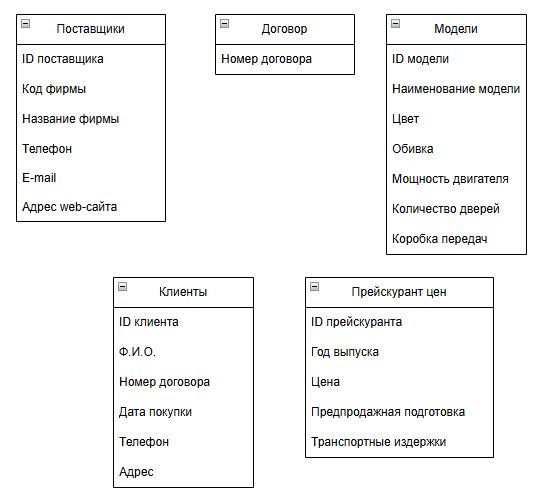 Поставщики
ID поставщика
Код фирмы
Название фирмы
Телефон
E-mail
Адрес web-сайта
Договор
Номер договора
Модели
ID модели
Наименование модели
Цвет
Обивка
Мощность двигателя
Количество дверей
Коробка передач
Клиенты
ID клиента
Ф.И.О.
Номер договора
Дата покупки
Телефон
Адрес
Прейскурант цен
ID прейскуранта
Год выпуска
Цена
Предпродажная подготовка
Транспортные издержки